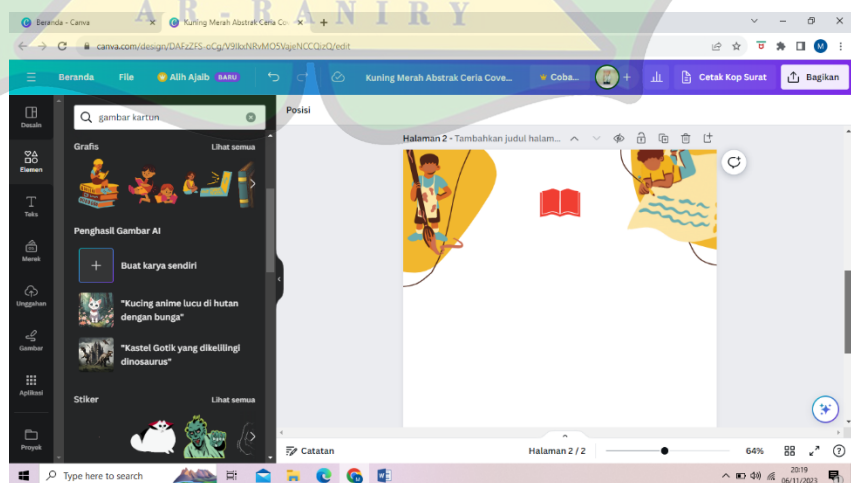 AR-RANIRY
Beranda - Canva
Kuning Merah Abstrak Ceria Cov
canva.com/design/DAFzZFS-oCg/V9IloxNRvMO5VajeNCCQizQ/edit
Beranda
File
Alih Ajaib BARU
Kuning Merah Abstrak Ceria Cove...
Coba...
Cetak Kop Surat
Bagikan
Desain
Elemen
Teks
Merek
Unggahan
Gambar
Aplikasi
Proyek
gambar kartun
Grafis
Lihat semua
Penghasil Gambar AI
Buat karya sendiri
"Kucing anime lucu di hutan
dengan bunga"
"Kastel Gotik yang dikelilingi
dinosaurus"
Stiker
Lihat semua
Posisi
Halaman 2 - Tambahkan judul halam...
Catatan
Halaman 2 / 2
64%
Type here to search
20:19
06/11/2023